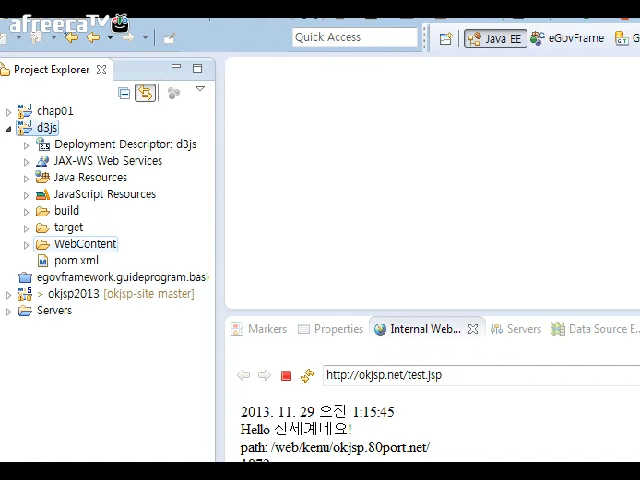 afreecaTV
Quick Access
Java EE
eGovFrame
G
Project Explorer
chap01
d3js
Deployment Descriptor: d3js
JAX-WS Web Services
Java Resources
JavaScript Resources
build
target
WebContent
pom.xml
egovframework.guideprogram.bas
> okjsp2013 [okjsp-site master]
Servers
Markers
Properties
Internal Web...
Servers
Data Source E...
http://okjsp.net/test.jsp
2013. 11. 29 오전 1:15:45
Hello 신세계네요!
path: /web/kenu/okjsp.80port.net/